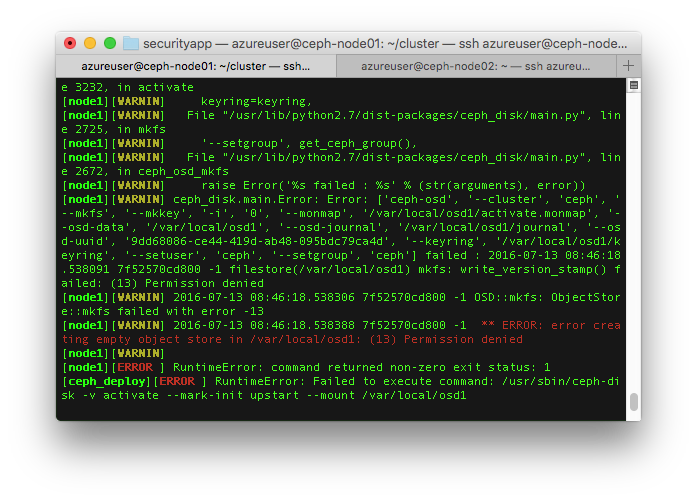 securityapp — azureuser@ceph-node01: ~/cluster — ssh azureuser@ceph-node…
azureuser@ceph-node01: ~/cluster — ssh…
azureuser@ceph-node02: ~ — ssh azureu…
+
e 3232, in activate
[node1][WARNIN]     keyring=keyring,
[node1][WARNIN]   File "/usr/lib/python2.7/dist-packages/ceph_disk/main.py", lin
e 2725, in mkfs
[node1][WARNIN]     '--setgroup', get_ceph_group(),
[node1][WARNIN]   File "/usr/lib/python2.7/dist-packages/ceph_disk/main.py", lin
e 2672, in ceph_osd_mkfs
[node1][WARNIN]     raise Error('%s failed : %s' % (str(arguments), error))
[node1][WARNIN] ceph_disk.main.Error: Error: ['ceph-osd', '--cluster', 'ceph', '
--mkfs', '--mkkey', '-i', '0', '--monmap', '/var/local/osd1/activate.monmap', '-
-osd-data', '/var/local/osd1', '--osd-journal', '/var/local/osd1/journal', '--os
d-uuid', '9dd68086-ce44-419d-ab48-095bdc79ca4d', '--keyring', '/var/local/osd1/k
eyring', '--setuser', 'ceph', '--setgroup', 'ceph'] failed : 2016-07-13 08:46:18
.538091 7f52570cd800 -1 filestore(/var/local/osd1) mkfs: write_version_stamp() f
ailed: (13) Permission denied
[node1][WARNIN] 2016-07-13 08:46:18.538306 7f52570cd800 -1 OSD::mkfs: ObjectStor
e::mkfs failed with error -13
[node1][WARNIN] 2016-07-13 08:46:18.538388 7f52570cd800 -1  ** ERROR: error crea
ting empty object store in /var/local/osd1: (13) Permission denied
[node1][WARNIN]
[node1][ERROR ] RuntimeError: command returned non-zero exit status: 1
[ceph_deploy][ERROR ] RuntimeError: Failed to execute command: /usr/sbin/ceph-di
sk -v activate --mark-init upstart --mount /var/local/osd1